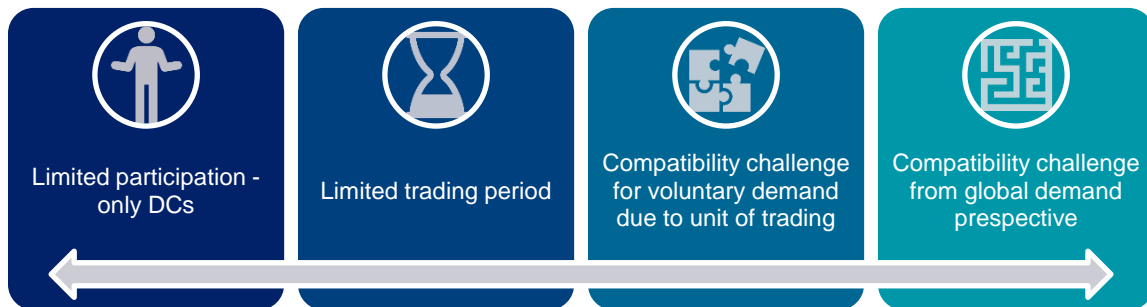 Limited participation -
only DCs
Limited trading period
Compatibility challenge
for voluntary demand
due to unit of trading
Compatibility challenge
from global demand
prespective